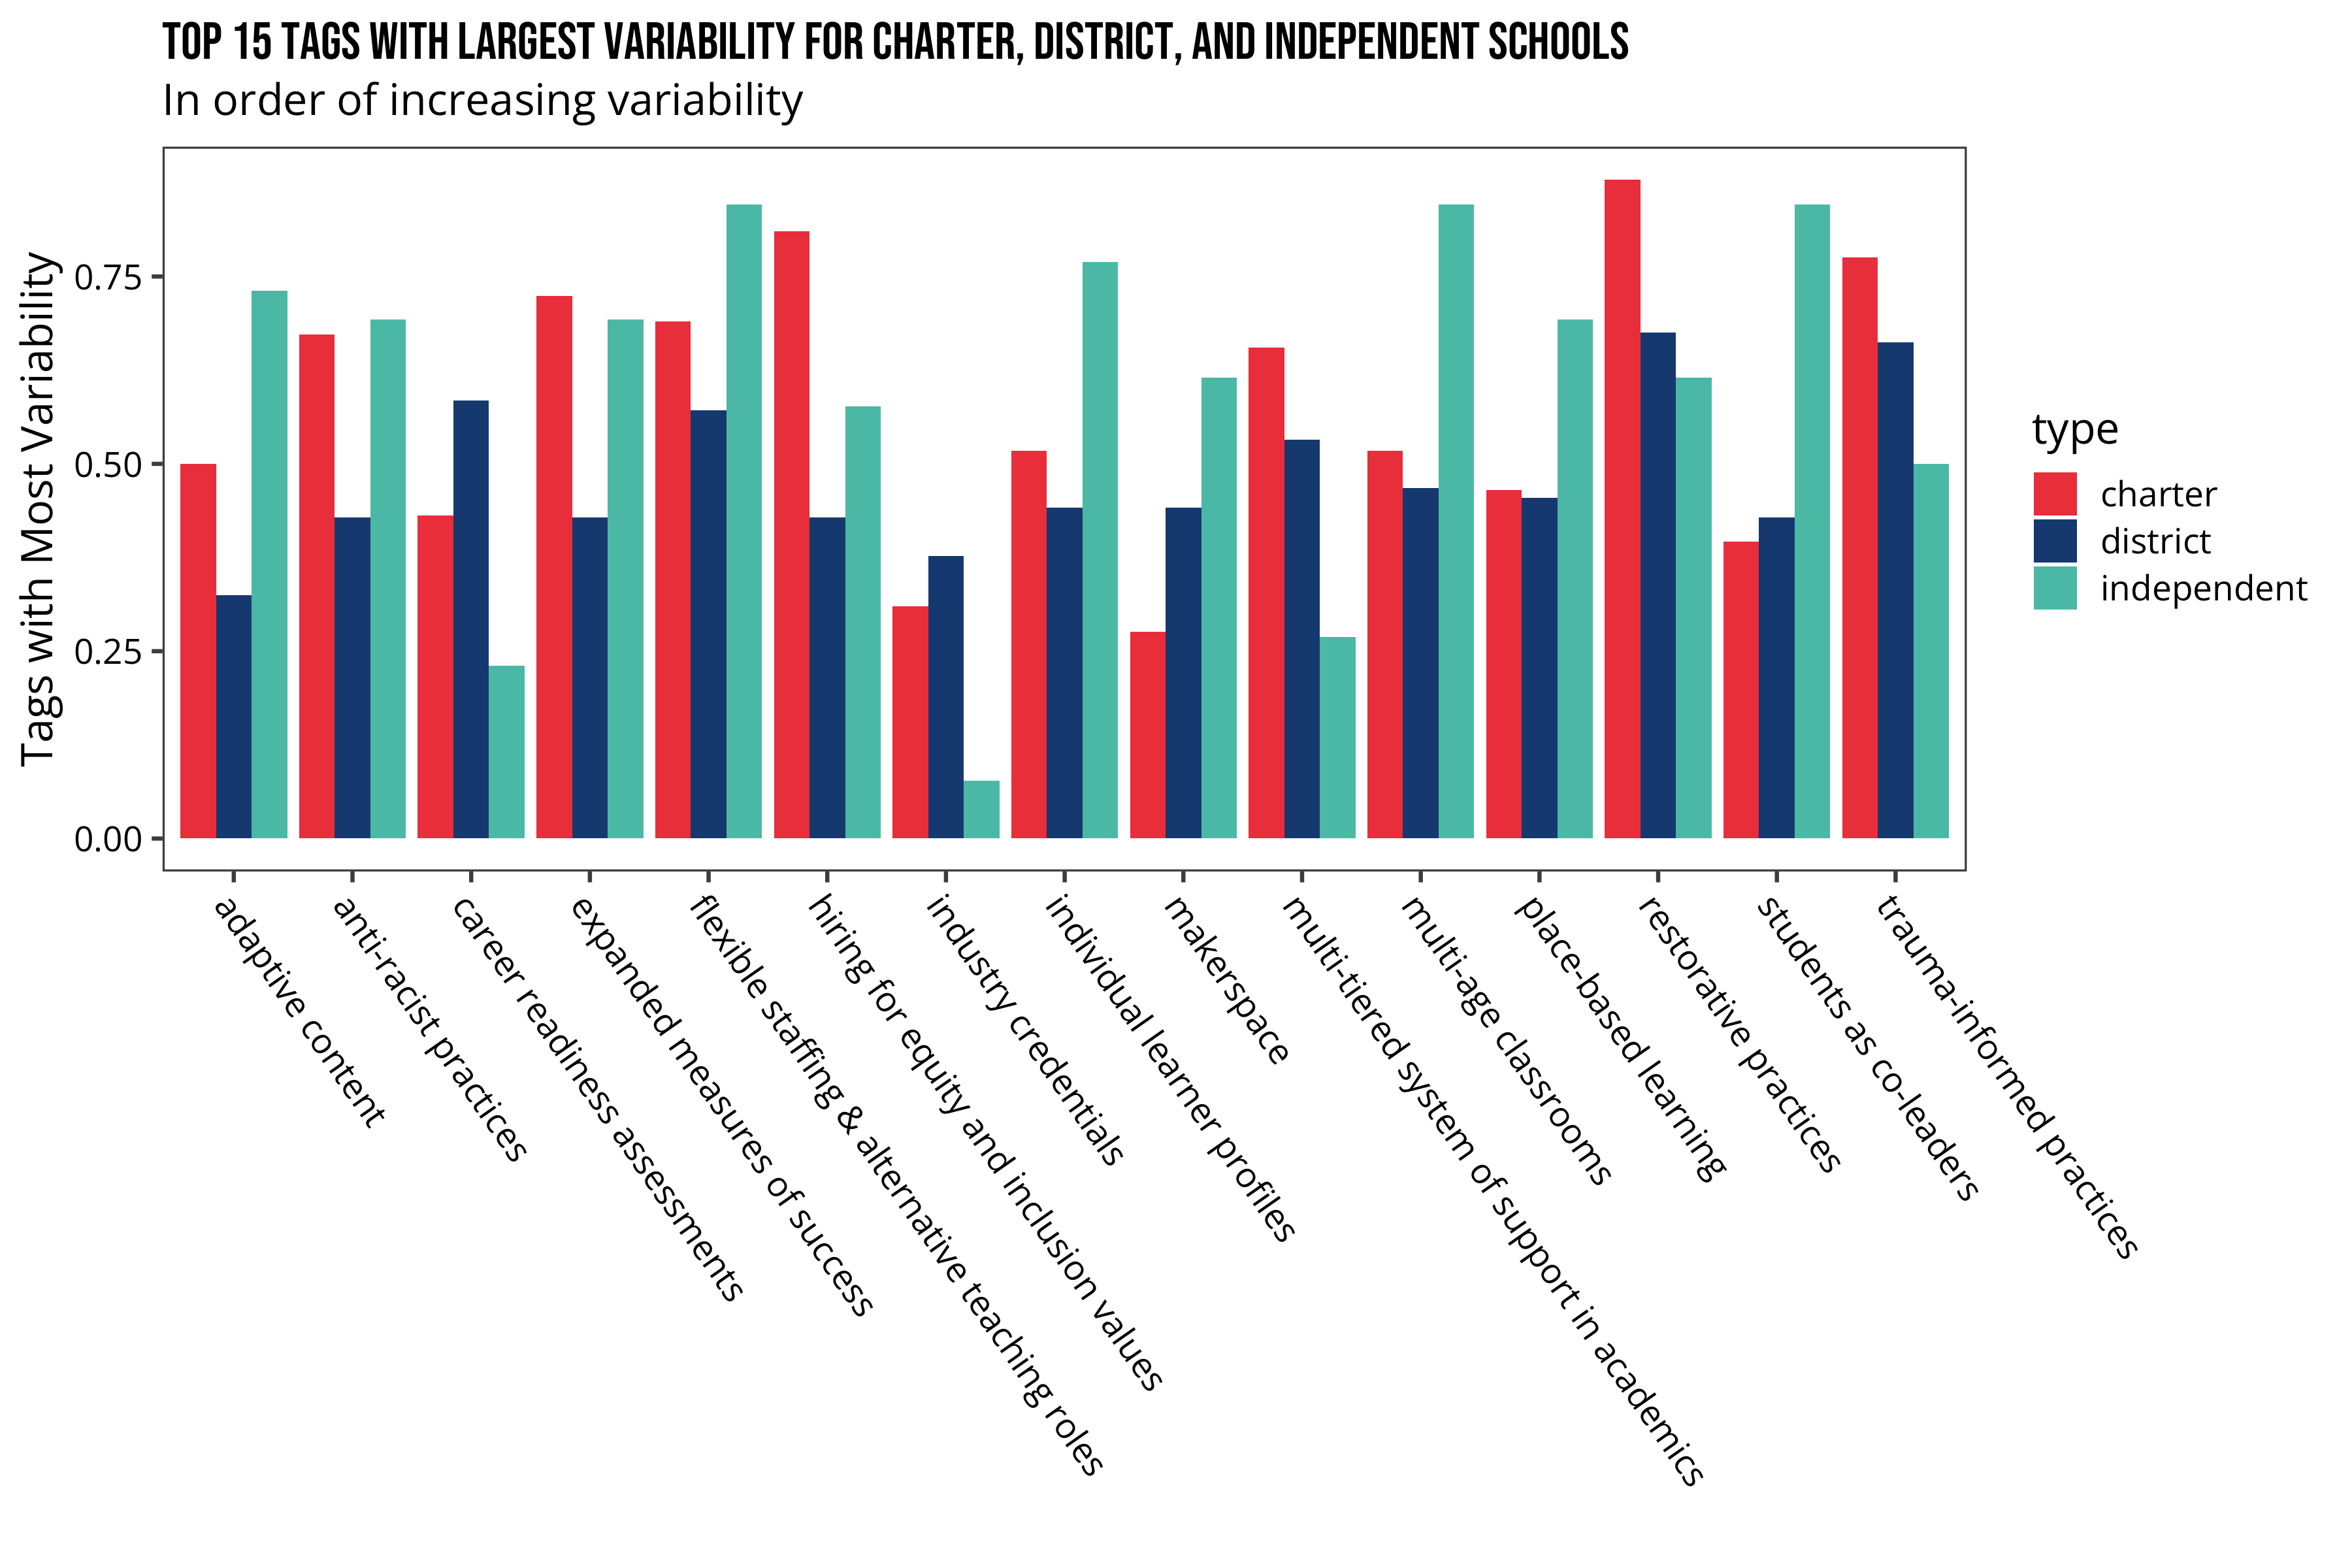 TOP 15 TAGS WITH LARGEST VARIABILITY FOR CHARTER, DISTRICT, AND INDEPENDENT SCHOOLS
In order of increasing variability
Tags with Most Variability
0.75
0.50
0.25
0.00
adaptive content
anti-racist practices
career readiness assessments
expanded measures of success
flexible staffing & alternative teaching roles
hiring for equity and inclusion values
industry credentials
individual learner profiles
makerspace
multi-tiered system of support in academics
multi-age classrooms
place-based learning
restorative practices
students as co-leaders
trauma-informed practices
type
charter
district
independent